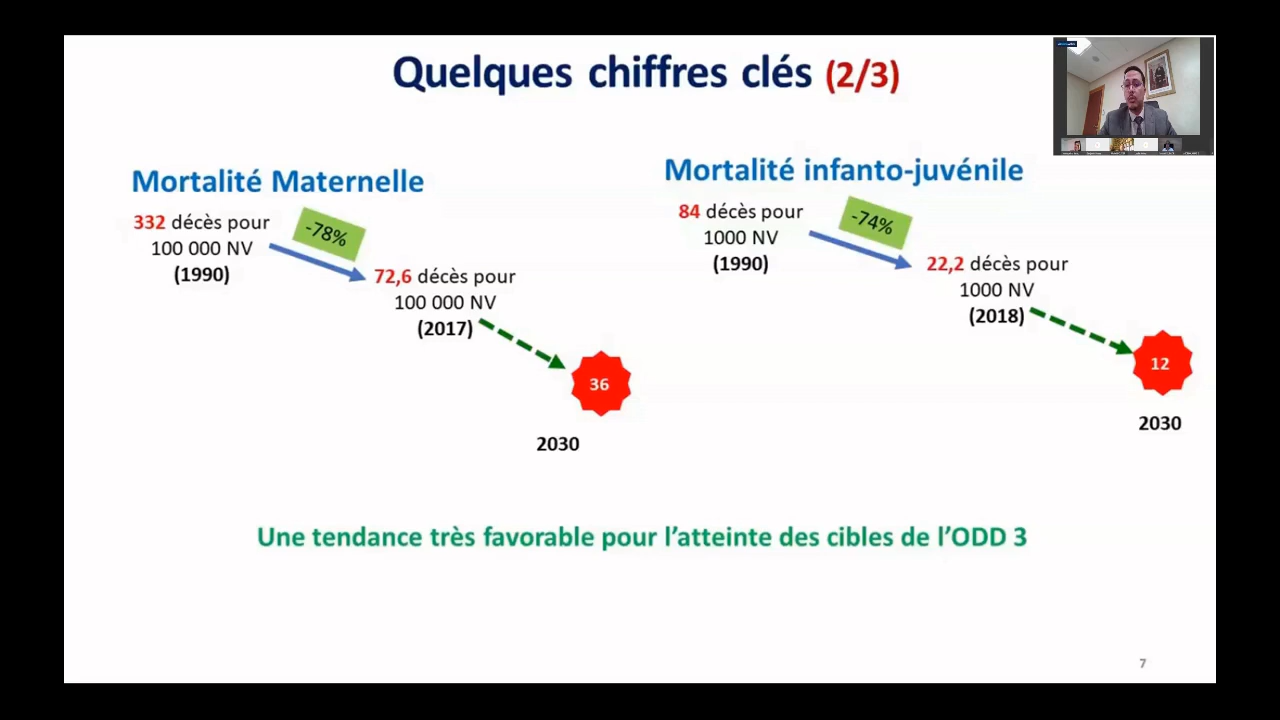 Quelques chiffres clés (2/3)
Mortalité Maternelle
332 décès pour
100 000 NV
(1990)
-78%
72,6 décès pour
100 000 NV
(2017)
36
2030
Mortalité infanto-juvénile
84 décès pour
1000 NV
(1990)
-74%
22,2 décès pour
1000 NV
(2018)
12
2030
Une tendance très favorable pour l’atteinte des cibles de l’ODD 3
7